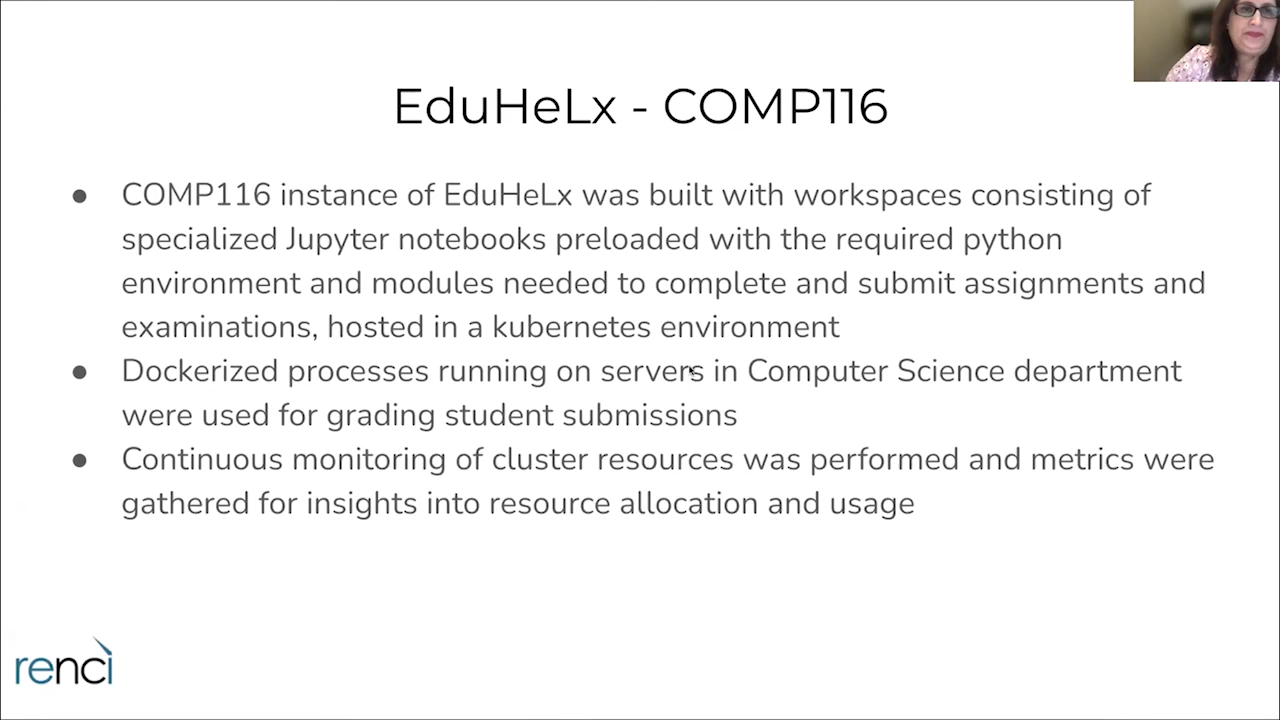 EduHeLx - COMP116
● COMP116 instance of EduHeLx was built with workspaces consisting of
specialized Jupyter notebooks preloaded with the required python
environment and modules needed to complete and submit assignments and
examinations, hosted in a kubernetes environment
● Dockerized processes running on servers in Computer Science department
were used for grading student submissions
● Continuous monitoring of cluster resources was performed and metrics were
gathered for insights into resource allocation and usage
renci